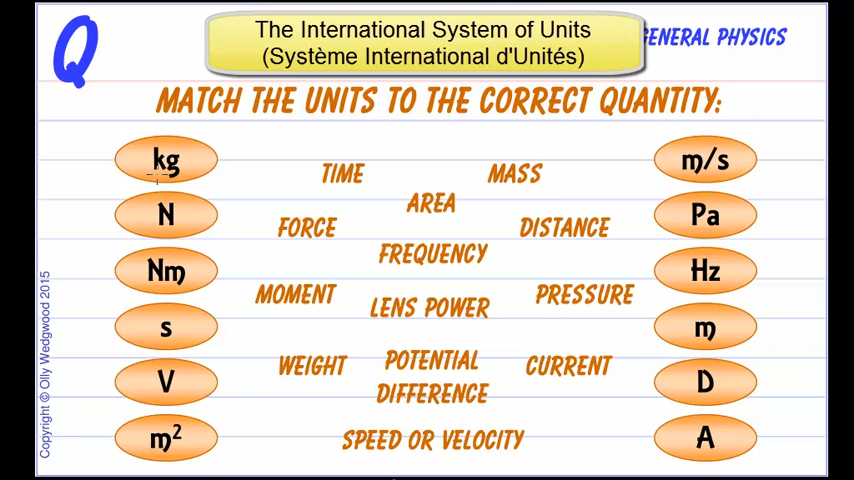 Q
The International System of Units
(Système International d'Unités)
GENERAL PHYSICS
MATCH THE UNITS TO THE CORRECT QUANTITY:
kg
m/s
TIME
MASS
AREA
N
Pa
FORCE
DISTANCE
FREQUENCY
Nm
Hz
MOMENT
LENS POWER
PRESSURE
s
m
WEIGHT
POTENTIAL
DIFFERENCE
CURRENT
V
D
m²
A
SPEED OR VELOCITY
Copyright © Olly Wedgwood 2015